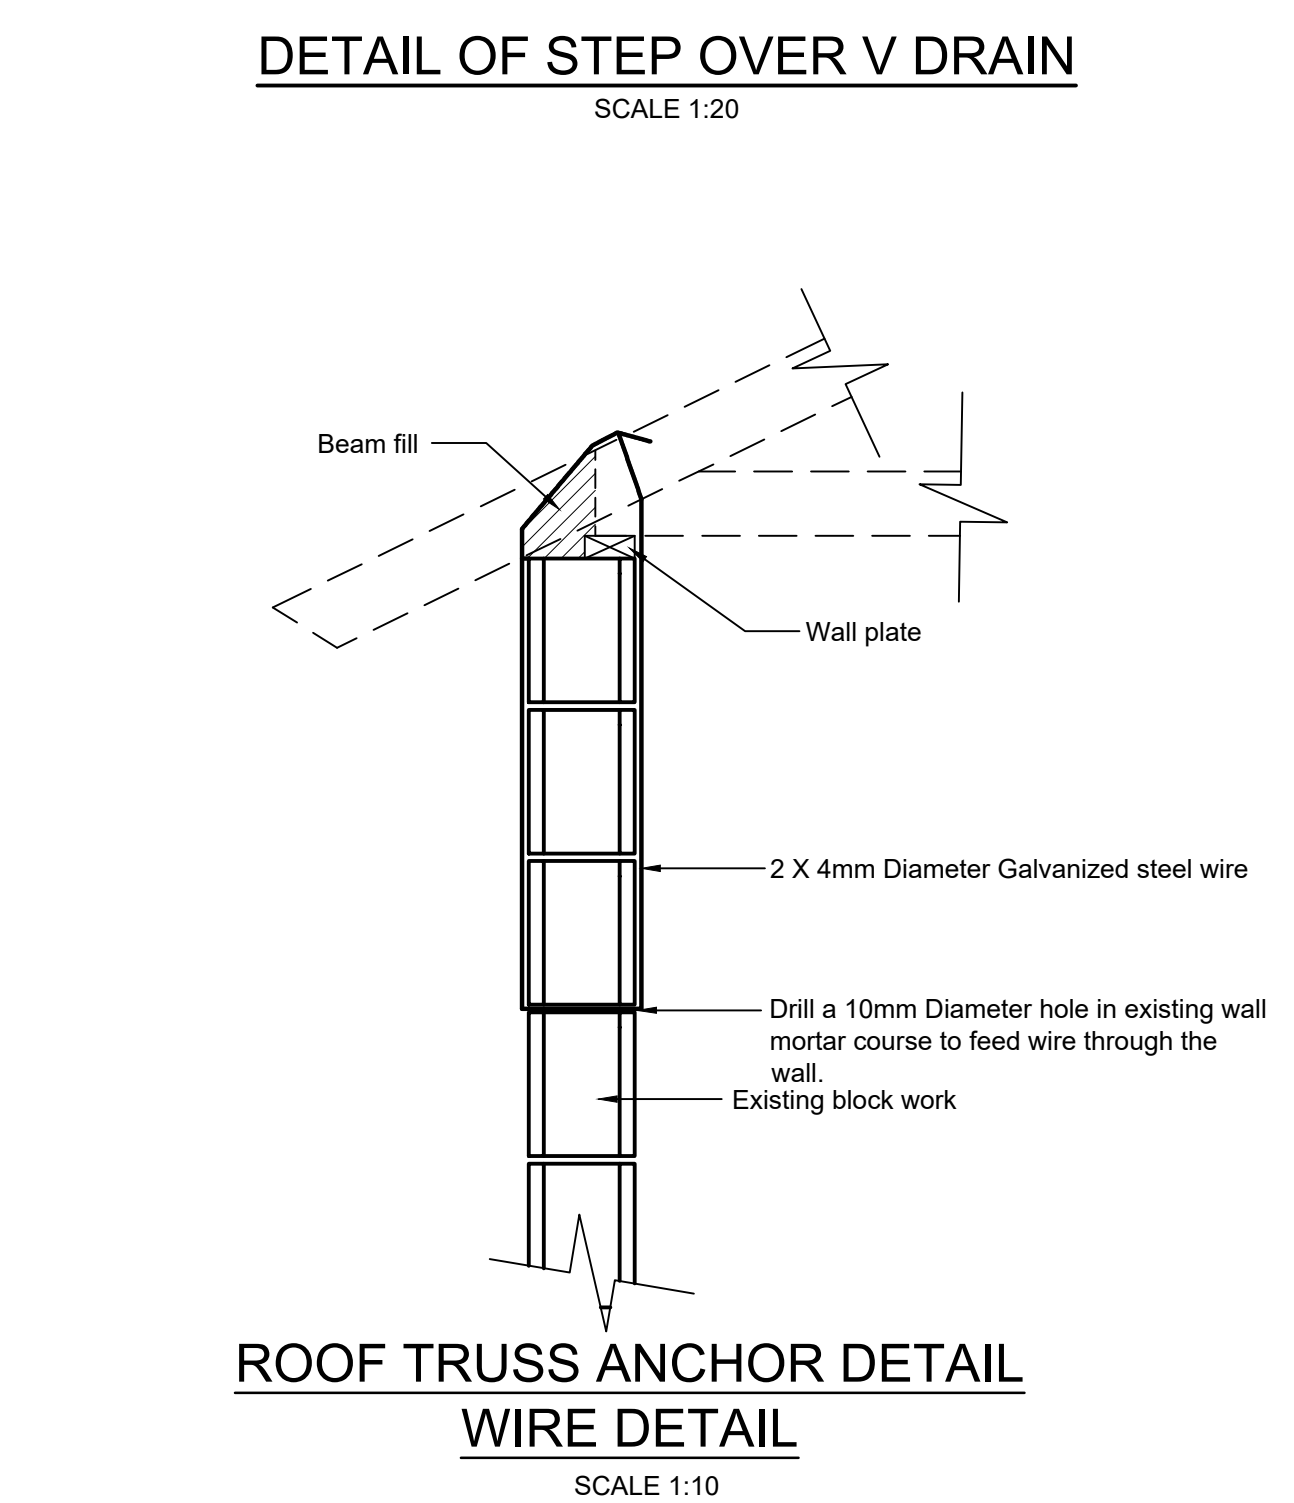 DETAIL OF STEP OVER V DRAIN
SCALE 1:20
Beam fill
Wall plate
2 X 4mm Diameter Galvanized steel wire
Drill a 10mm Diameter hole in existing wall
mortar course to feed wire through the
wall.
Existing block work
ROOF TRUSS ANCHOR DETAIL
WIRE DETAIL
SCALE 1:10